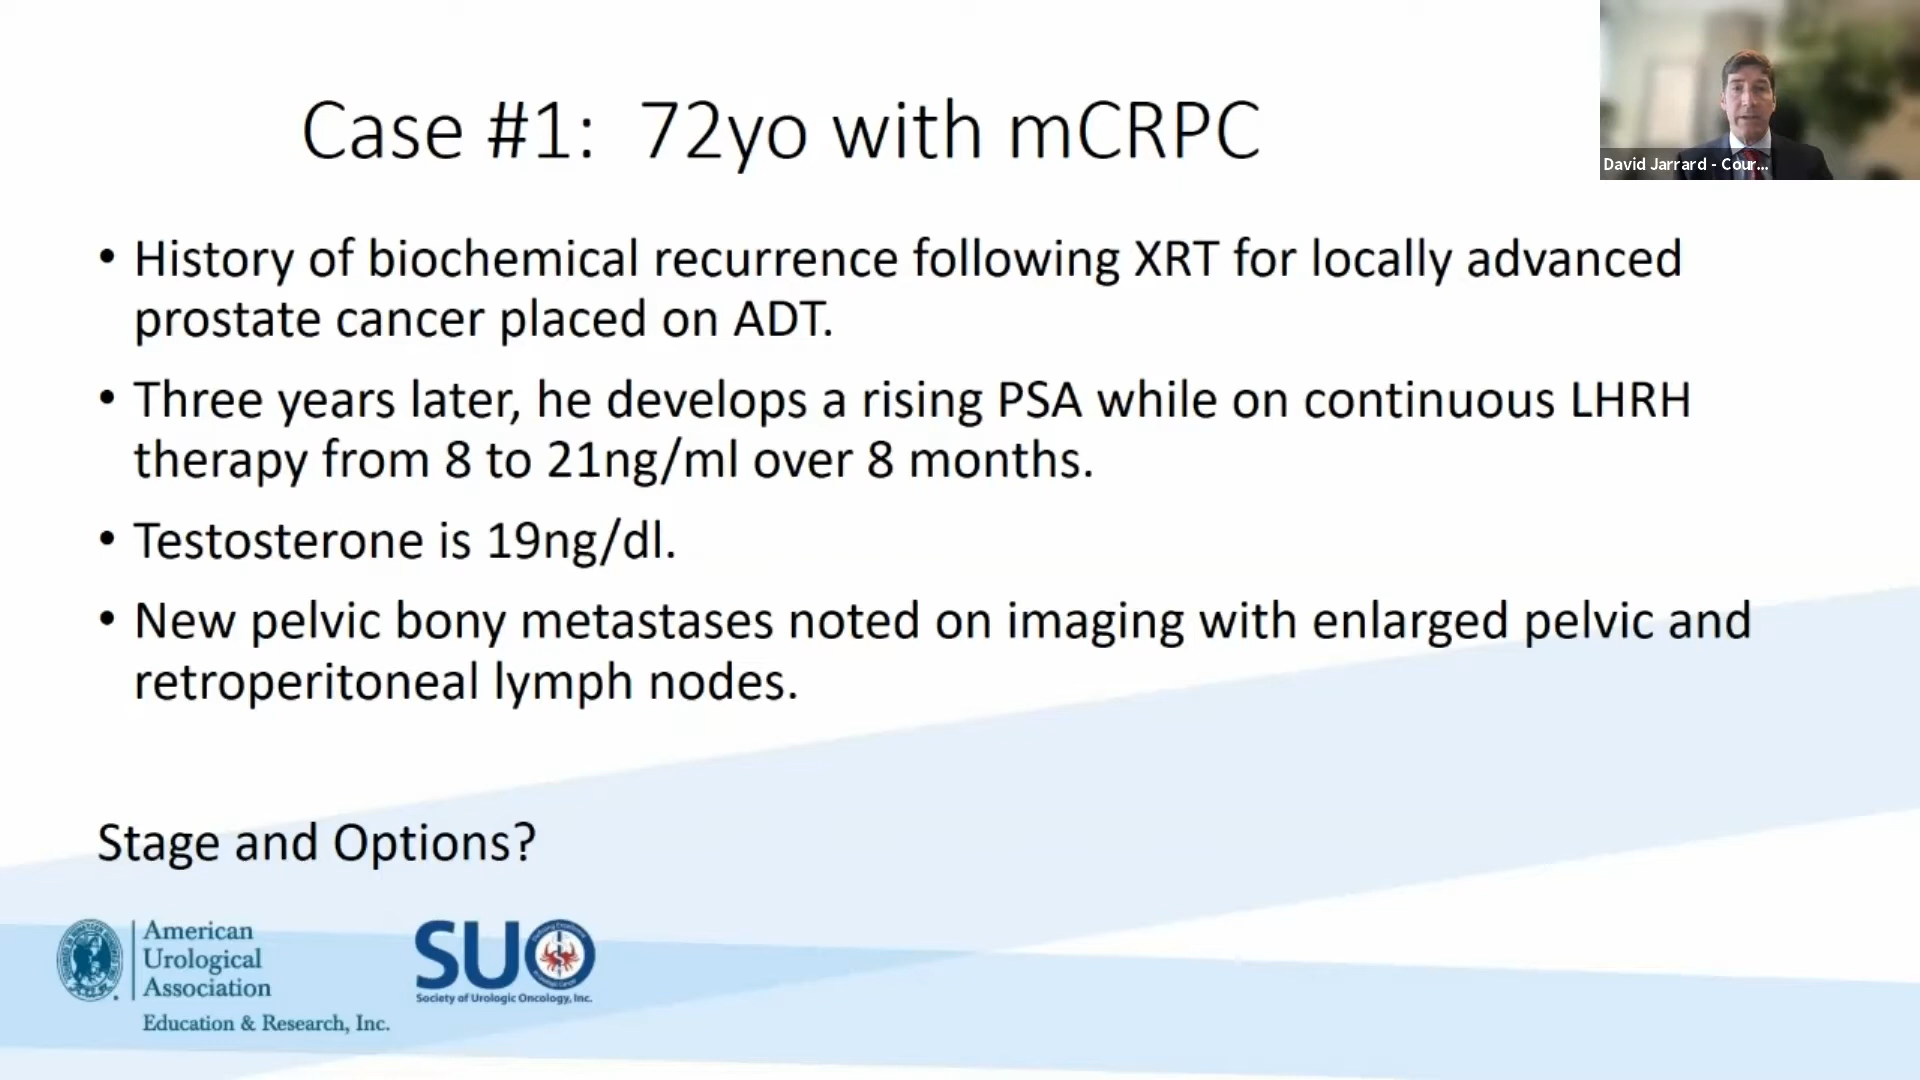 Case #1:  72yo with mCRPC
David Jarrard - Cour...
• History of biochemical recurrence following XRT for locally advanced
prostate cancer placed on ADT.
• Three years later, he develops a rising PSA while on continuous LHRH
therapy from 8 to 21ng/ml over 8 months.
• Testosterone is 19ng/dl.
• New pelvic bony metastases noted on imaging with enlarged pelvic and
retroperitoneal lymph nodes.
Stage and Options?
American
Urological
Association
Education & Research, Inc.
SUO
Society of Urologic Oncology, Inc.